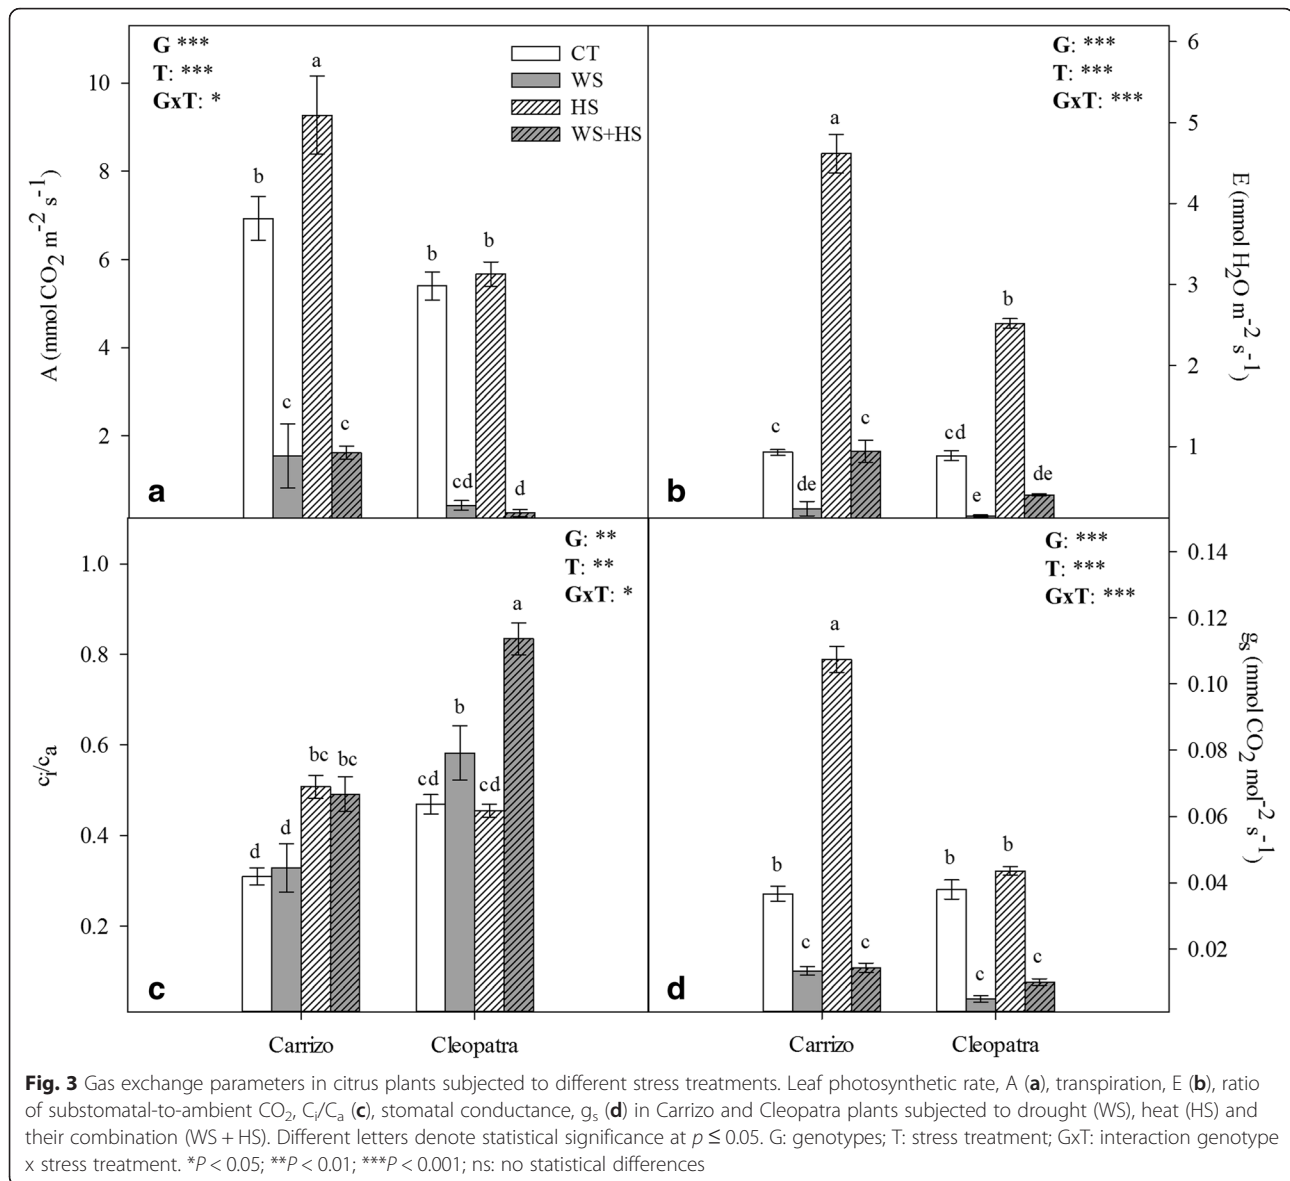 G ***
T: ***
GxT: *
CT
WS
HS
WS+HS
10
8
6
4
2
A (mmol CO2 m-2 s-1)
b
c
a
c
b
cd
b
d
a
G: ***
T: ***
GxT: ***
6
5
4
3
2
1
E (mmol H2O m-2 s-1)
c
de
a
c
cd
e
b
de
b
G: **
T: **
GxT: *
1.0
0.8
0.6
0.4
0.2
ci/ca
d
d
bc
bc
cd
b
cd
a
c
Carrizo
Cleopatra
G: ***
T: ***
GxT: ***
0.14
0.12
0.10
0.08
0.06
0.04
0.02
gs (mmol CO2 mol-2 s-1)
b
c
a
c
b
c
b
c
d
Carrizo
Cleopatra
Fig. 3 Gas exchange parameters in citrus plants subjected to different stress treatments. Leaf photosynthetic rate, A (a), transpiration, E (b), ratio
of substomatal-to-ambient CO2, Ci/Ca (c), stomatal conductance, gs (d) in Carrizo and Cleopatra plants subjected to drought (WS), heat (HS) and
their combination (WS + HS). Different letters denote statistical significance at p ≤ 0.05. G: genotypes; T: stress treatment; GxT: interaction genotype
x stress treatment. *P < 0.05; **P < 0.01; ***P < 0.001; ns: no statistical differences